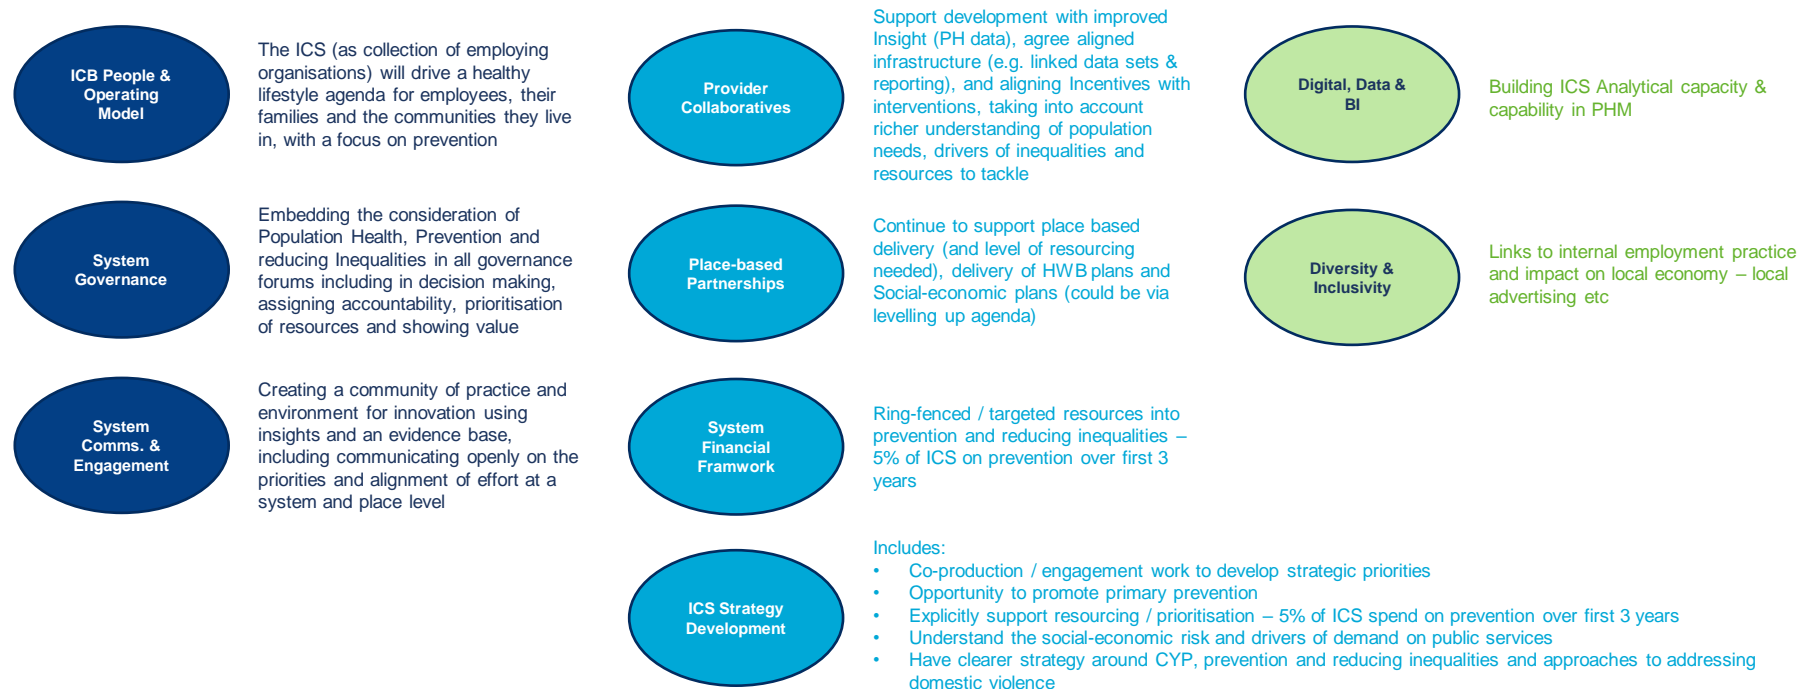 ICB People &
Operating
Model
The ICS (as collection of employing
organisations) will drive a healthy
lifestyle agenda for employees, their
families and the communities they live
in, with a focus on prevention
System
Governance
Embedding the consideration of
Population Health, Prevention and
reducing Inequalities in all governance
forums including in decision making,
assigning accountability, prioritisation
of resources and showing value
System
Comms. &
Engagement
Creating a community of practice and
environment for innovation using
insights and an evidence base,
including communicating openly on the
priorities and alignment of effort at a
system and place level
Provider
Collaboratives
Support development with improved
Insight (PH data), agree aligned
infrastructure (e.g. linked data sets &
reporting), and aligning Incentives with
interventions, taking into account
richer understanding of population
needs, drivers of inequalities and
resources to tackle
Place-based
Partnerships
Continue to support place based
delivery (and level of resourcing
needed), delivery of HWB plans and
Social-economic plans (could be via
levelling up agenda)
System
Financial
Framwork
Ring-fenced / targeted resources into
prevention and reducing inequalities –
5% of ICS on prevention over first 3
years
ICS Strategy
Development
Includes:
• Co-production / engagement work to develop strategic priorities
• Opportunity to promote primary prevention
• Explicitly support resourcing / prioritisation – 5% of ICS spend on prevention over first 3 years
• Understand the social-economic risk and drivers of demand on public services
• Have clearer strategy around CYP, prevention and reducing inequalities and approaches to addressing
domestic violence
Digital, Data &
BI
Building ICS Analytical capacity &
capability in PHM
Diversity &
Inclusivity
Links to internal employment practice
and impact on local economy – local
advertising etc